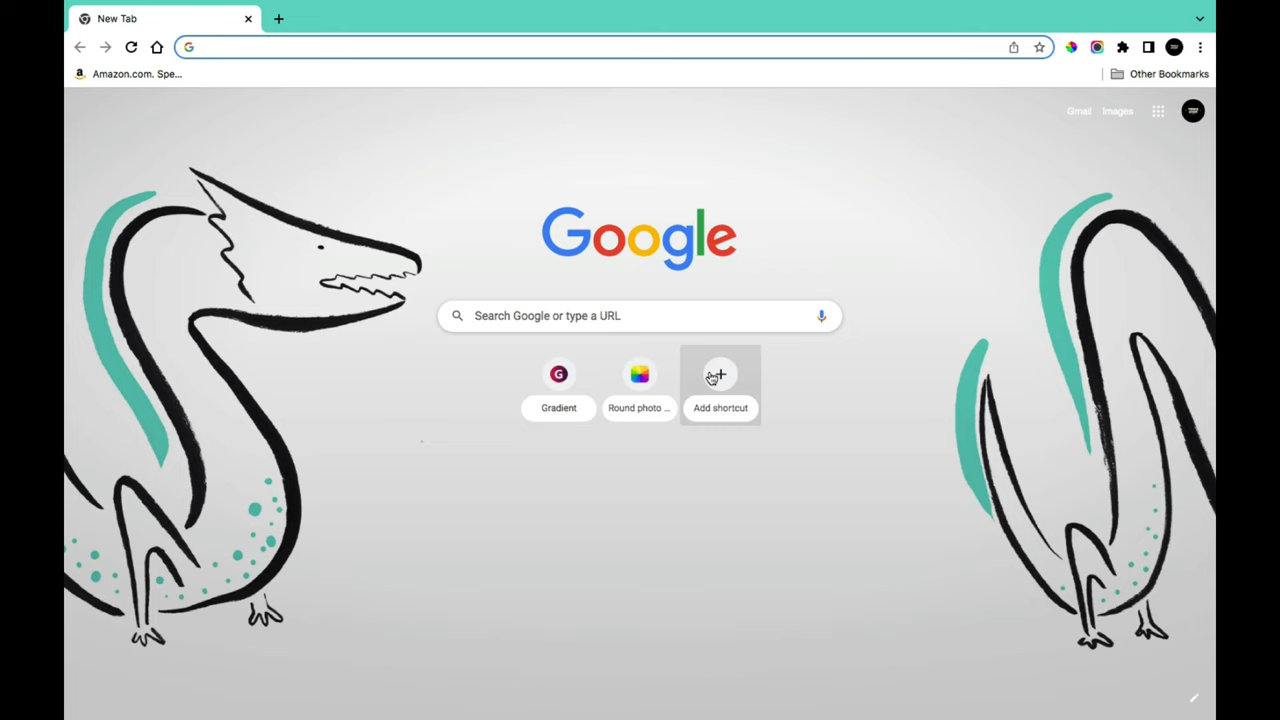 New Tab
Amazon.com. Spe...
Other Bookmarks
Gmail Images
Google
Search Google or type a URL
Gradient
Round photo ...
Add shortcut